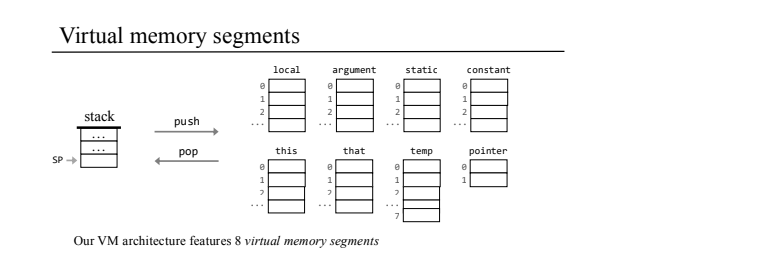 Virtual memory segments
local argument static constant
0 0 0 0
1 1 1 1
2 2 2 2
... ... ... ...
stack
...
...
SP
push
pop
this that temp pointer
0 0 0 0
1 1 1 1
2 2 2
... ... ...
7
Our VM architecture features 8 virtual memory segments